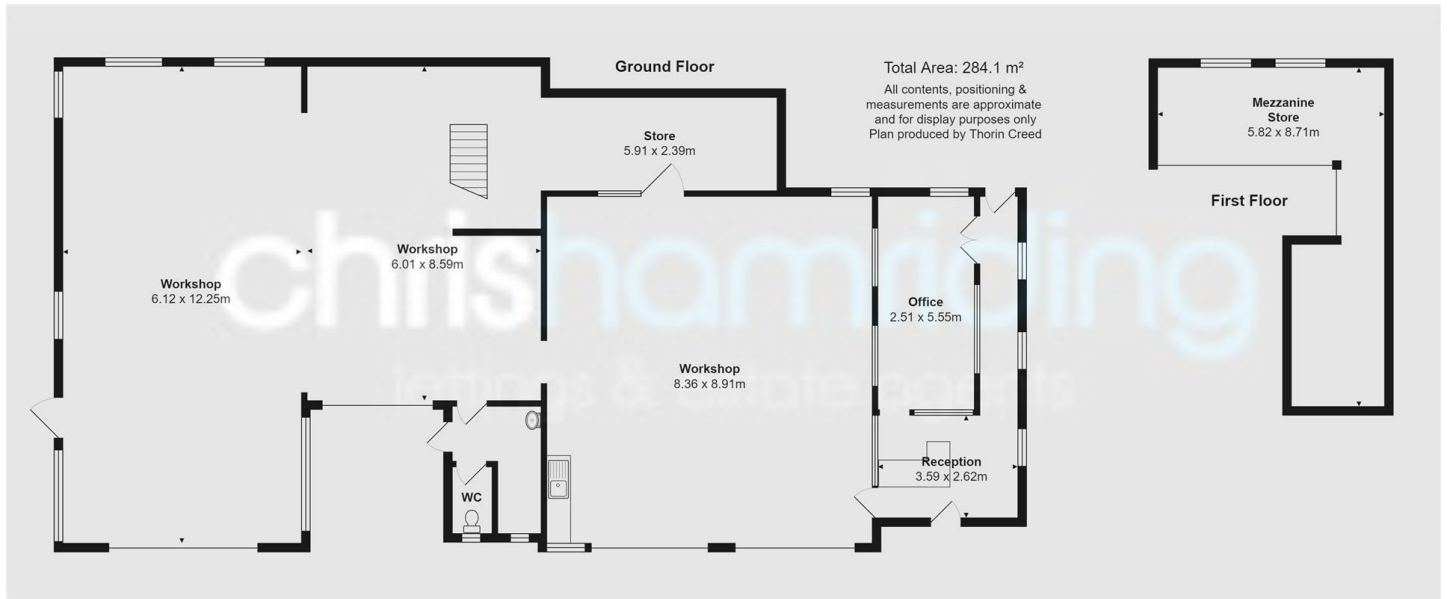 Ground Floor
Total Area: 284.1 m²
All contents, positioning &
measurements are approximate
and for display purposes only
Plan produced by Thorin Creed
Mezzanine
Store
5.82 x 8.71m
First Floor
Store
5.91 x 2.39m
Workshop
6.01 x 8.59m
Workshop
6.12 x 12.25m
Office
2.51 x 5.55m
Workshop
8.36 x 8.91m
Reception
3.59 x 2.62m
WC
chrishamriding
lettings & estate agents